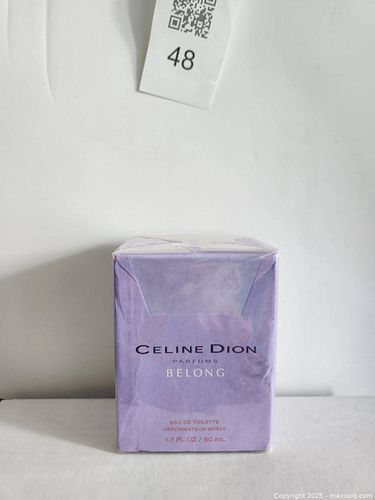 48
CELINE DION
PARFUMS
BELONG
EAU DE TOILETTE
VAPORISATEUR SPRAY
1.7 FL OZ / 50 mL
Copyright 2025 - maxsold.com